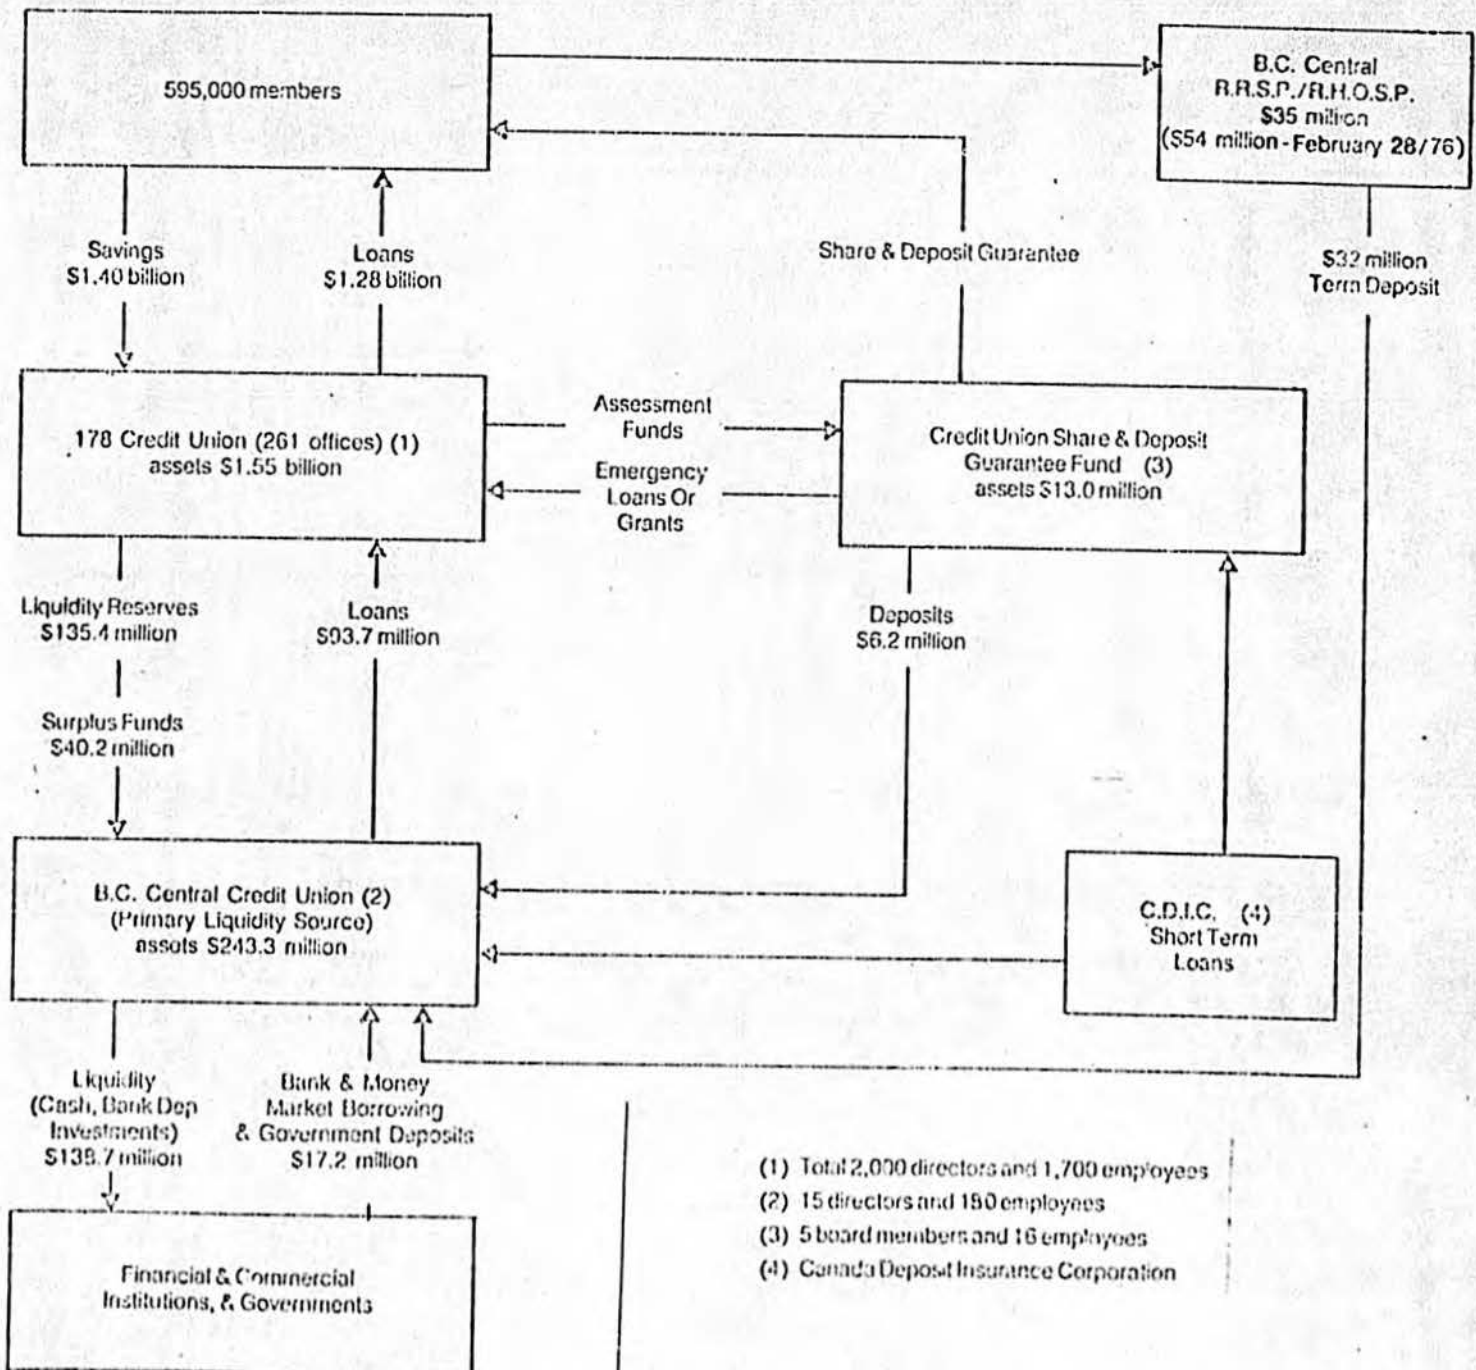 595,000 members
B.C. Central
R.R.S.P./R.H.O.S.P.
$35 million
($54 million - February 28/76)
Savings
$1.40 billion
Loans
$1.28 billion
Share & Deposit Guarantee
$32 million
Term Deposit
178 Credit Union (261 offices) (1)
assets $1.55 billion
Assessment
Funds
Emergency
Loans Or
Grants
Credit Union Share & Deposit
Guarantee Fund (3)
assets $13.0 million
Liquidity Reserves
$135.4 million
Loans
$93.7 million
Deposits
$6.2 million
Surplus Funds
$40.2 million
B.C. Central Credit Union (2)
(Primary Liquidity Source)
assets $243.3 million
C.D.I.C. (4)
Short Term
Loans
Liquidity
(Cash, Bank Dep
Investments)
million
Bank & Money
Market Borrowing
& Government Deposits
$17.2 million
(1) Total 2,000 directors and 1,700 employees
(2) 15 directors and employees
(3) 5 board members and 16 employees
(4) Canada Deposit Insurance Corporation
Financial & Commercial
Institutions, & Governments